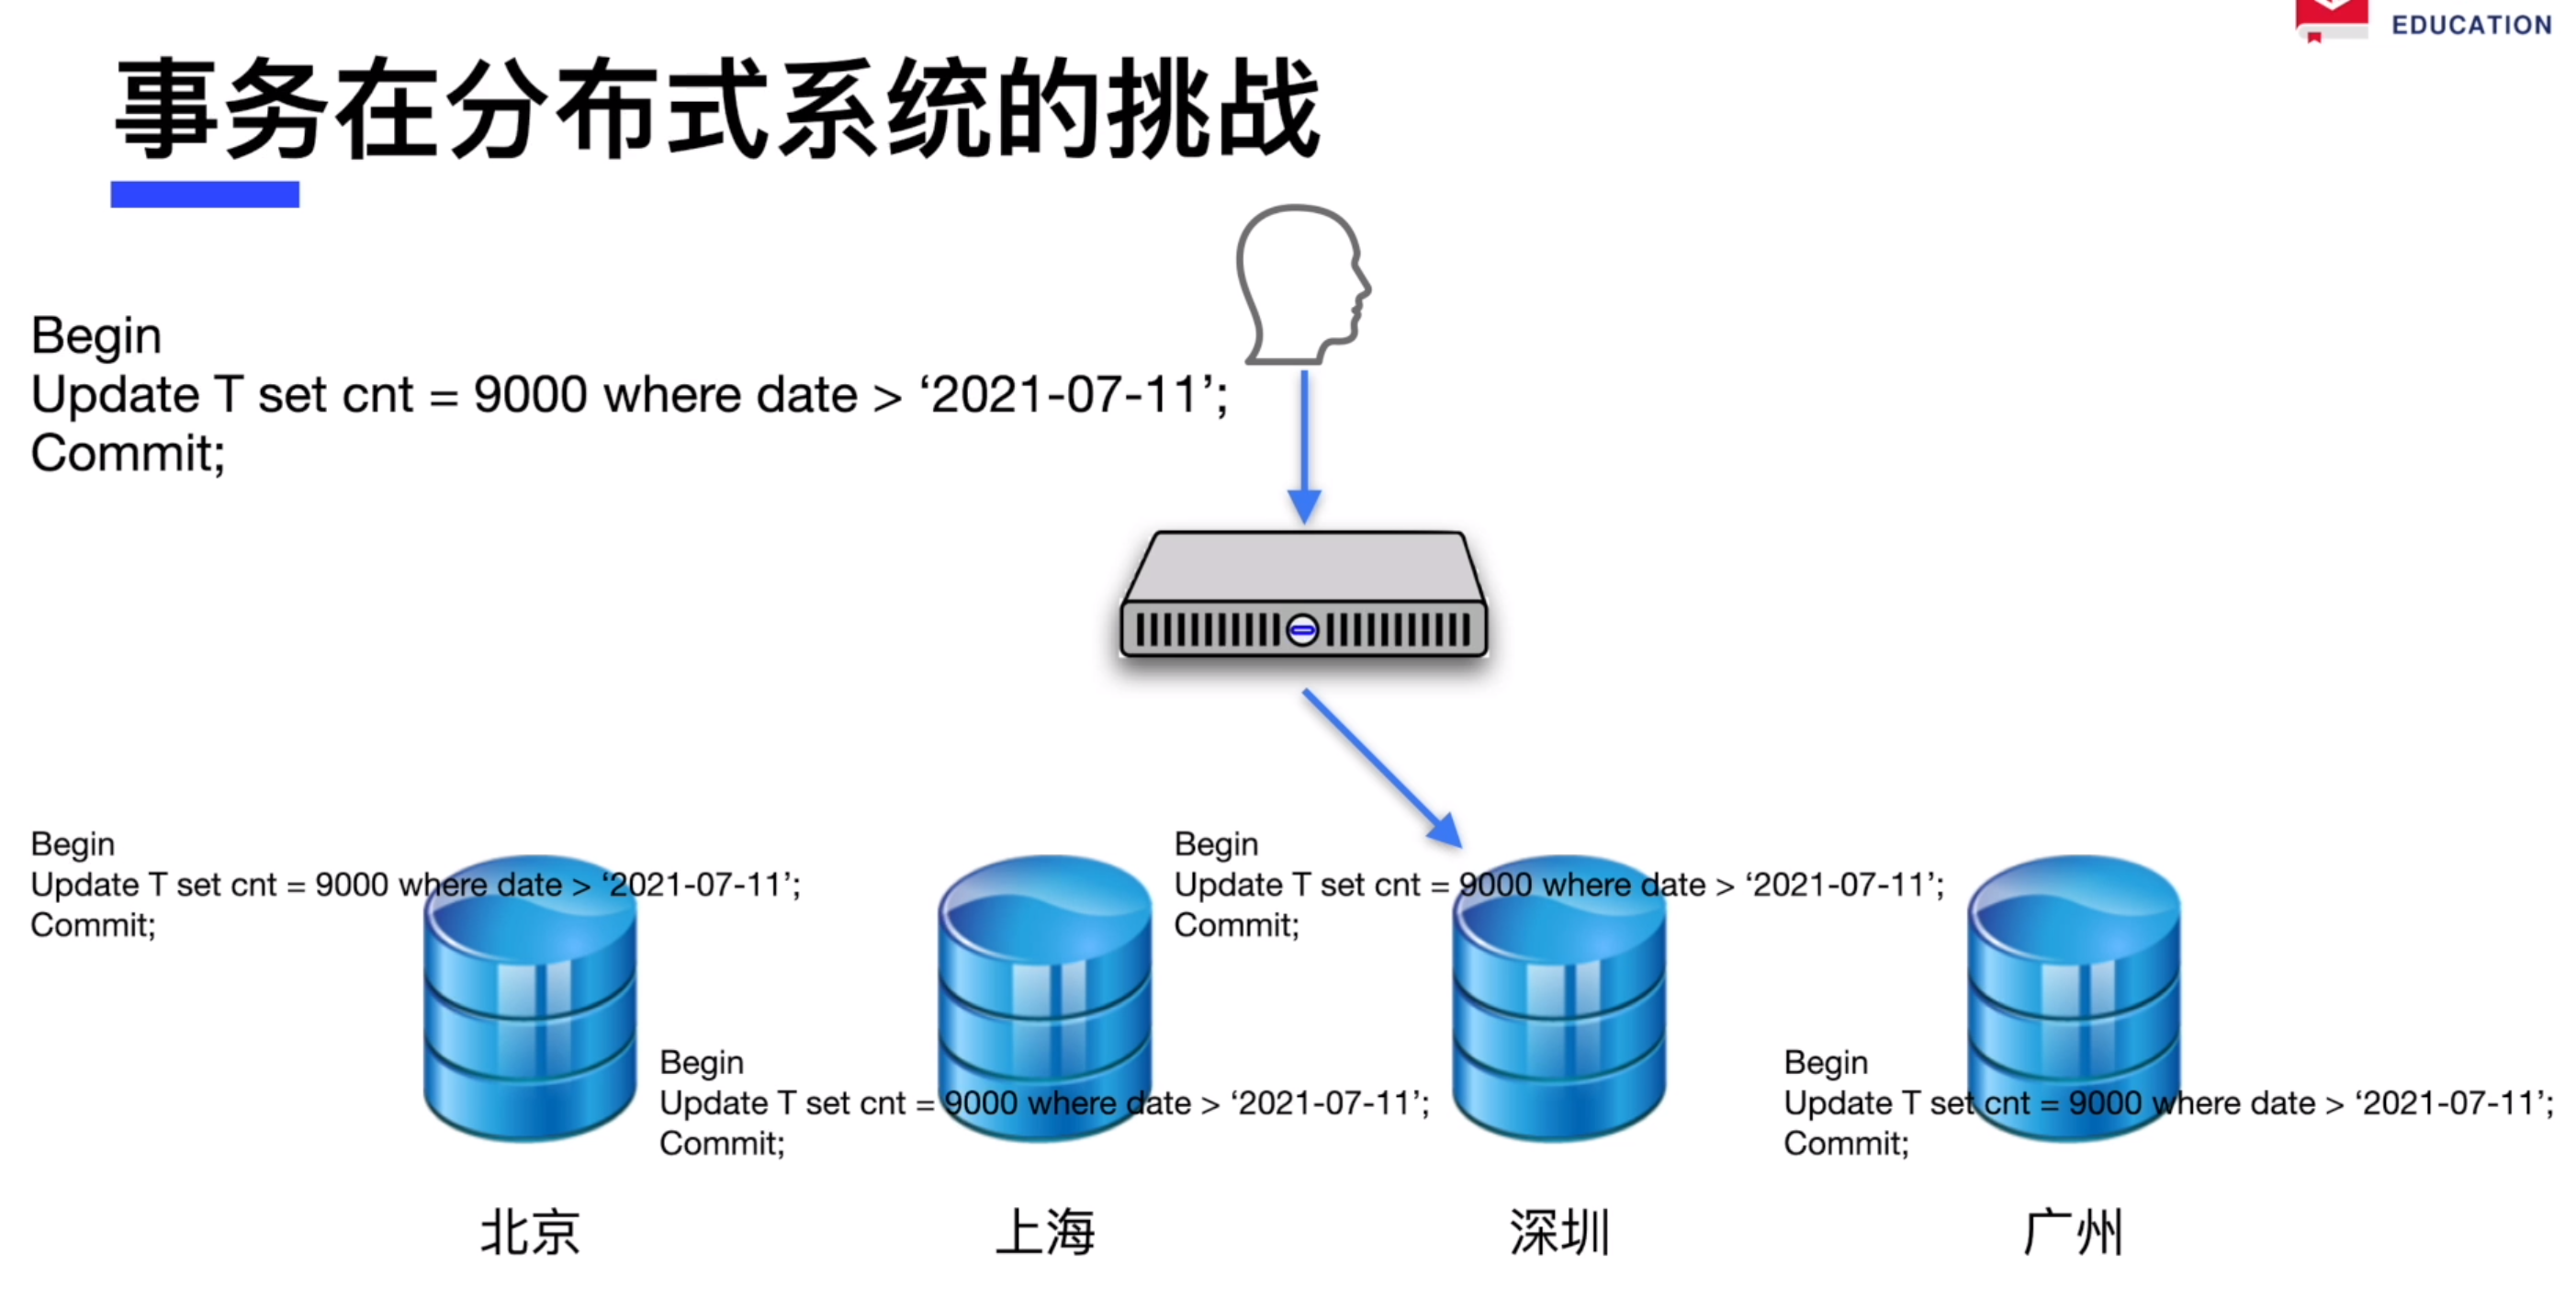 EDUCATION
事务在分布式系统的挑战
Begin
Update T set cnt = 9000 where date > ‘2021-07-11’;
Commit;
Begin
Update T set cnt = 9000 where date > ‘2021-07-11’;
Commit;
Begin
Update T set cnt = 9000 where date > ‘2021-07-11’;
Commit;
Begin
Update T set cnt = 9000 where date > ‘2021-07-11’;
Commit;
Begin
Update T set cnt = 9000 where date > ‘2021-07-11’;
Commit;
北京
上海
深圳
广州